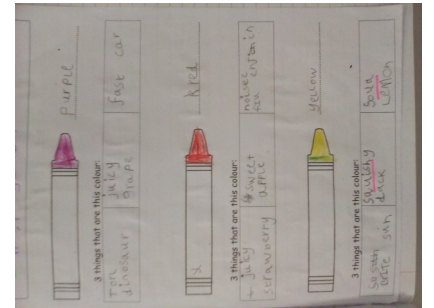 purple
3 things that are this colour:
dinosaur
juicy
grape
fast car
red
3 things that are this colour:
juicy
strawberry
sweet
apple
yellow
3 things that are this colour:
sun
squishy
duck
LEMON